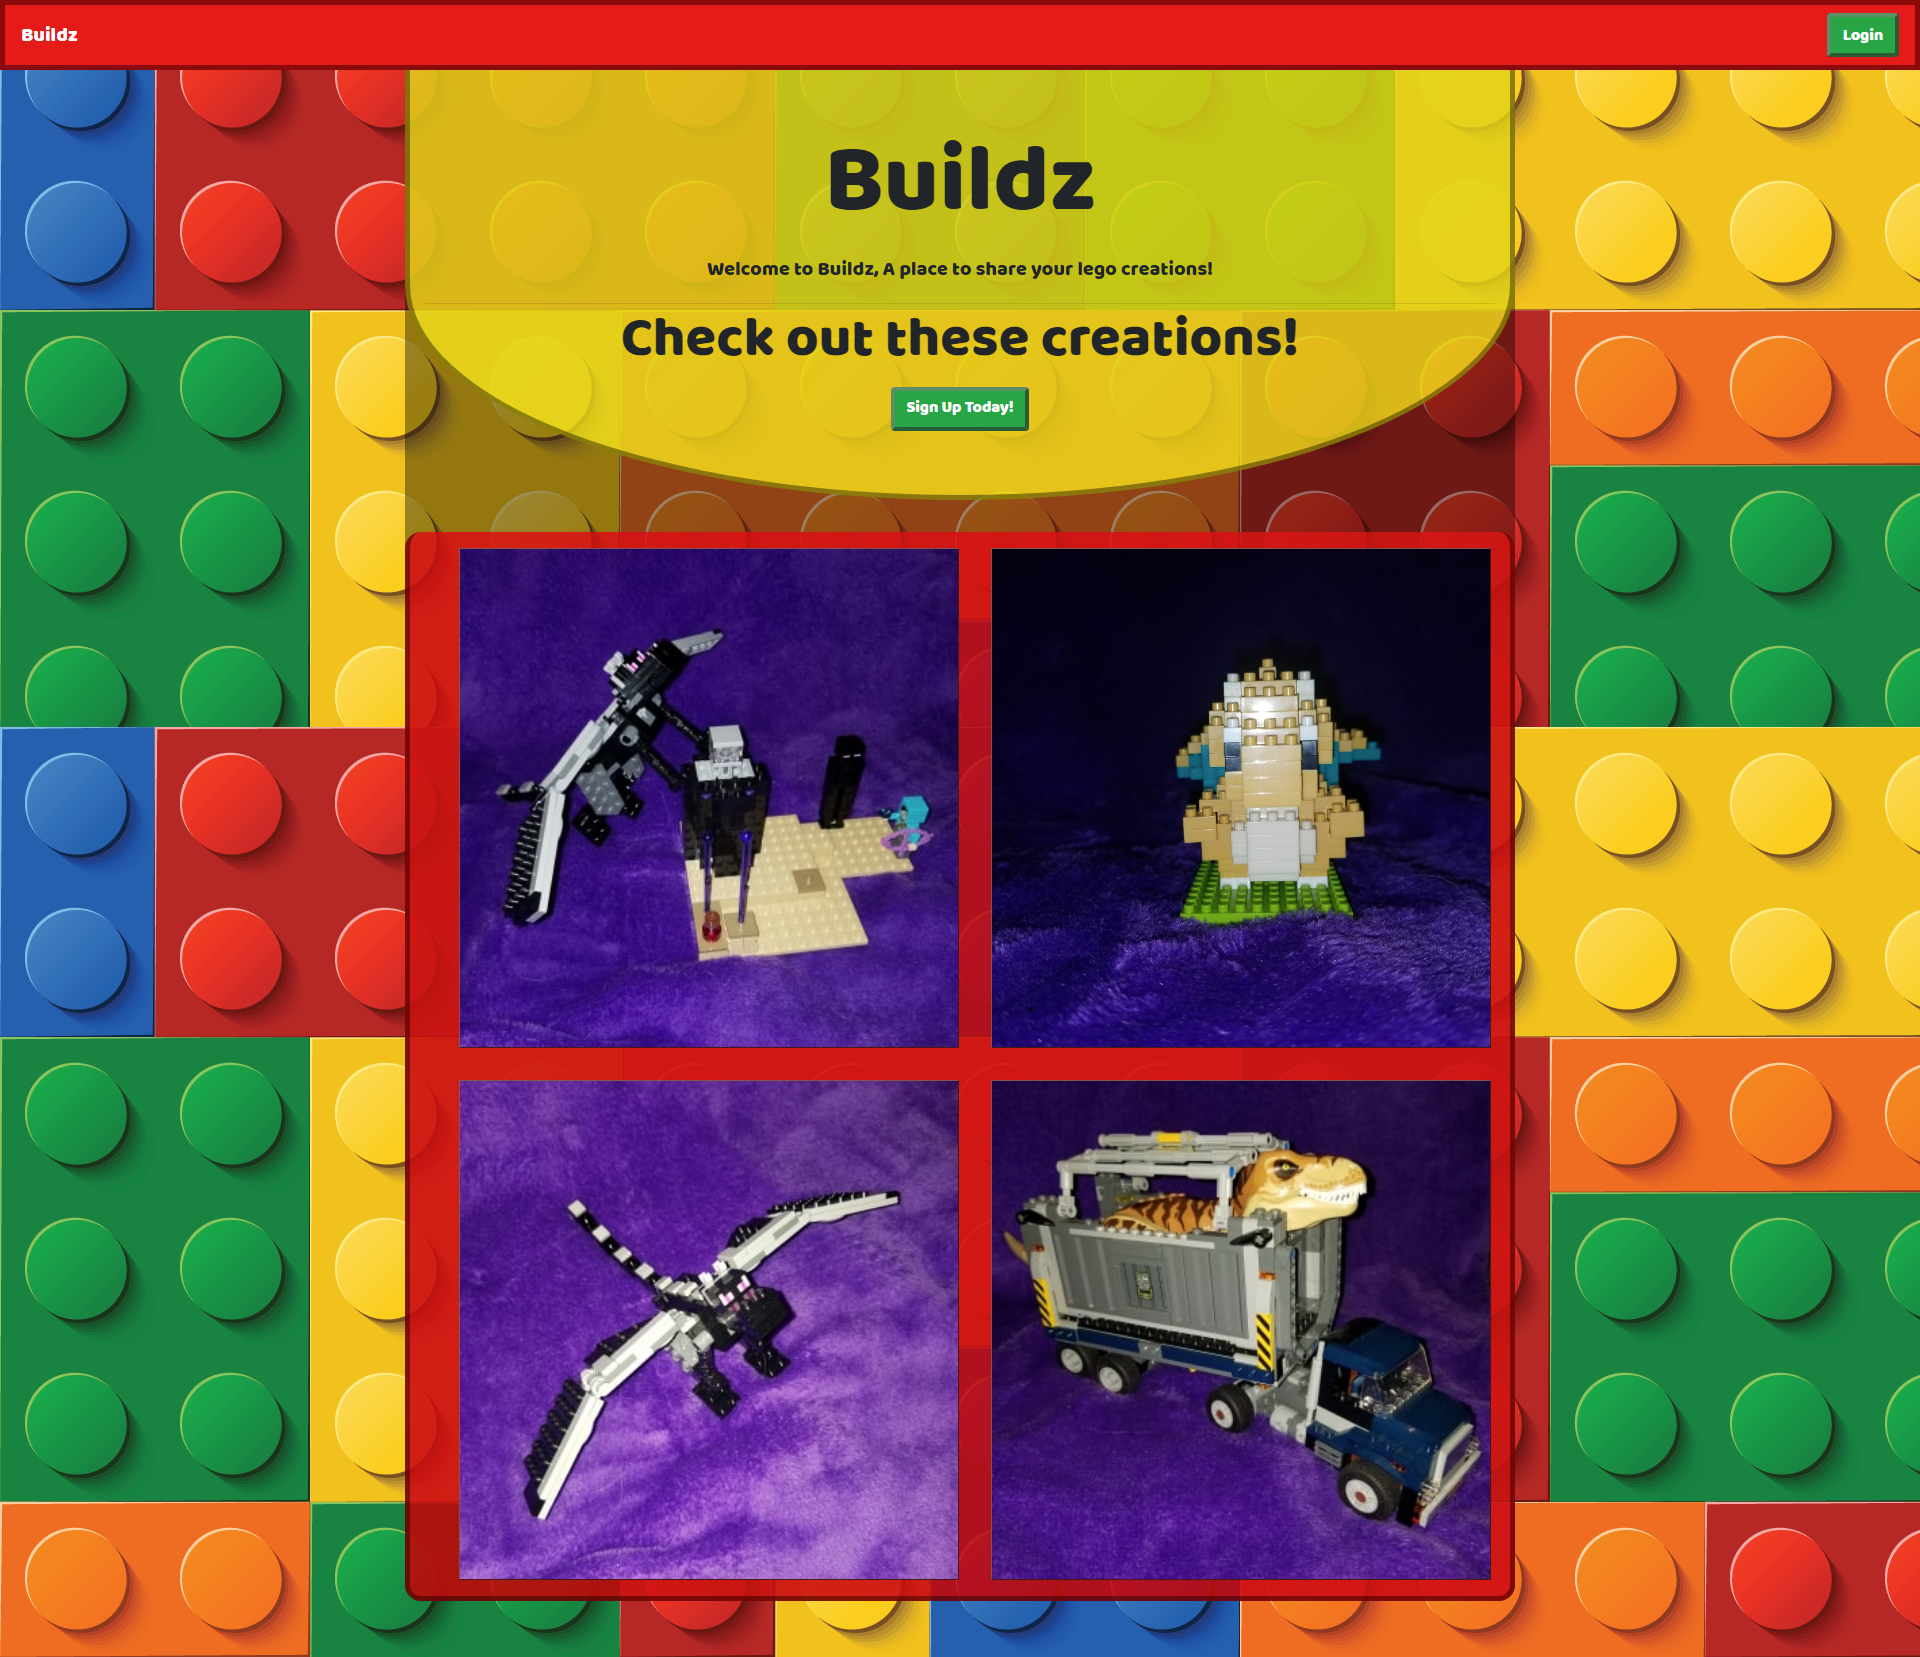 Buildz
Login
Buildz
Welcome to Buildz, A place to share your lego creations!
Check out these creations!
Sign Up Today!